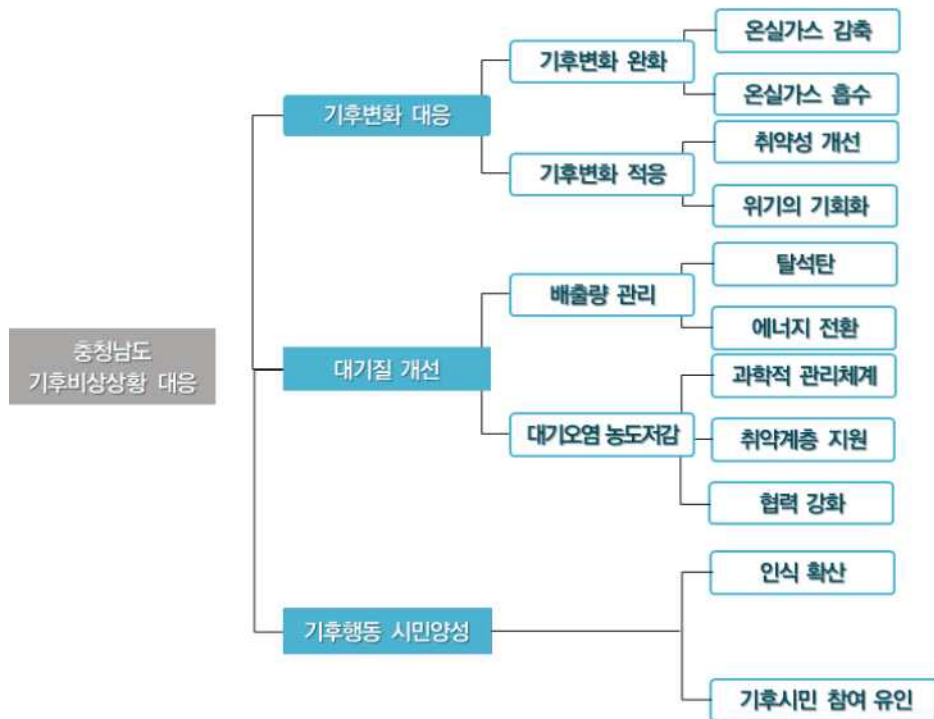 충청남도
기후비상상황 대응
기후변화 대응
기후변화 완화
온실가스 감축
온실가스 흡수
기후변화 적응
취약성 개선
위기의 기회화
대기질 개선
배출량 관리
탈석탄
에너지 전환
대기오염 농도저감
과학적 관리체계
취약계층 지원
협력 강화
기후행동 시민양성
인식 확산
기후시민 참여 유인